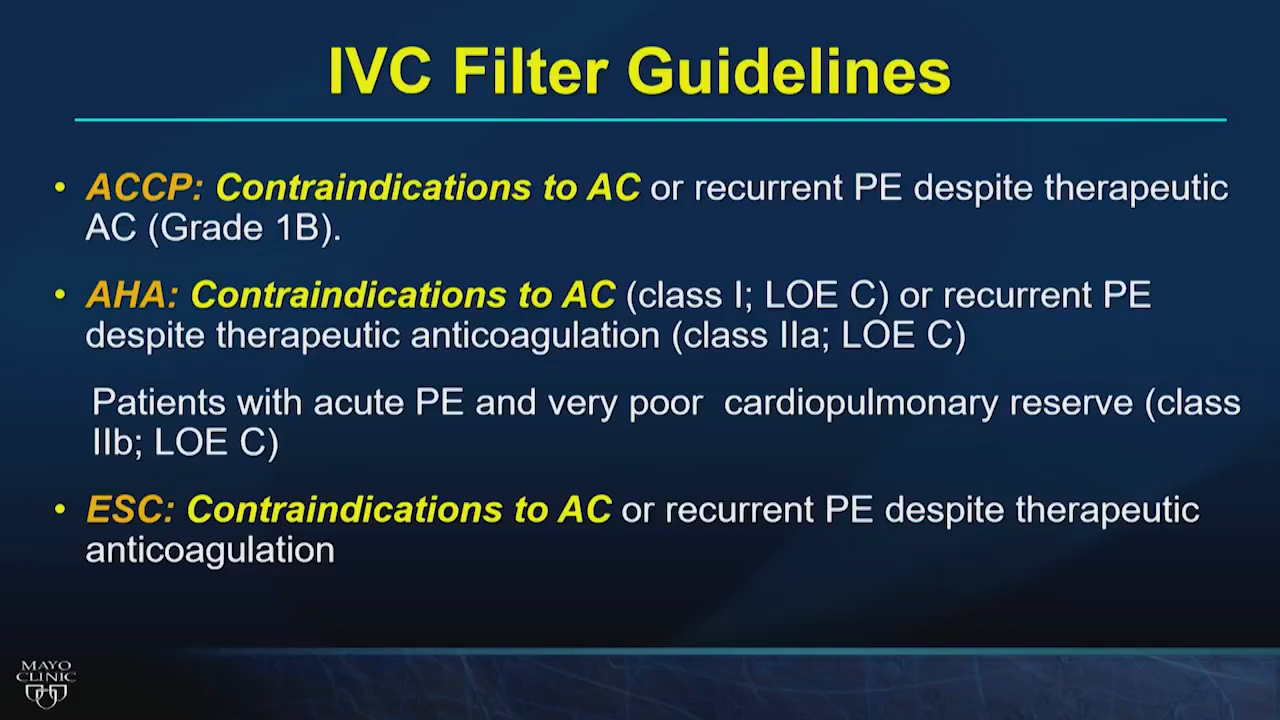 IVC Filter Guidelines
• ACCP: Contraindications to AC or recurrent PE despite therapeutic
AC (Grade 1B).
• AHA: Contraindications to AC (class I; LOE C) or recurrent PE
despite therapeutic anticoagulation (class IIa; LOE C)
Patients with acute PE and very poor cardiopulmonary reserve (class
IIb; LOE C)
• ESC: Contraindications to AC or recurrent PE despite therapeutic
anticoagulation
MAYO
CLINIC